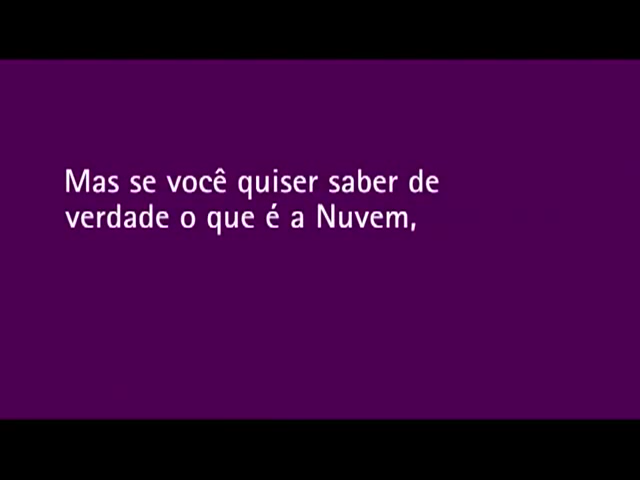 Mas se você quiser saber de
verdade o que é a Nuvem,